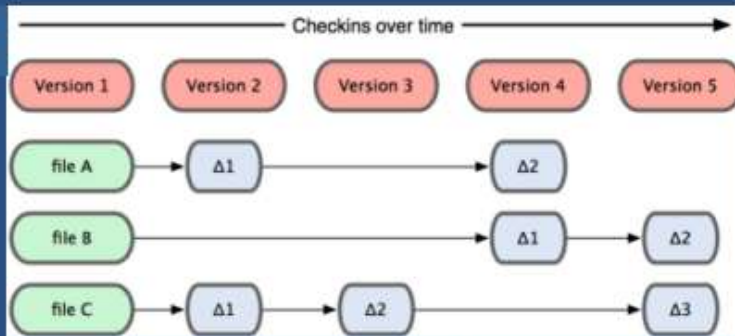 Checkins over time
Version 1 Version 2 Version 3 Version 4 Version 5
file A Δ1 Δ2
file B Δ1 Δ2
file C Δ1 Δ2 Δ3